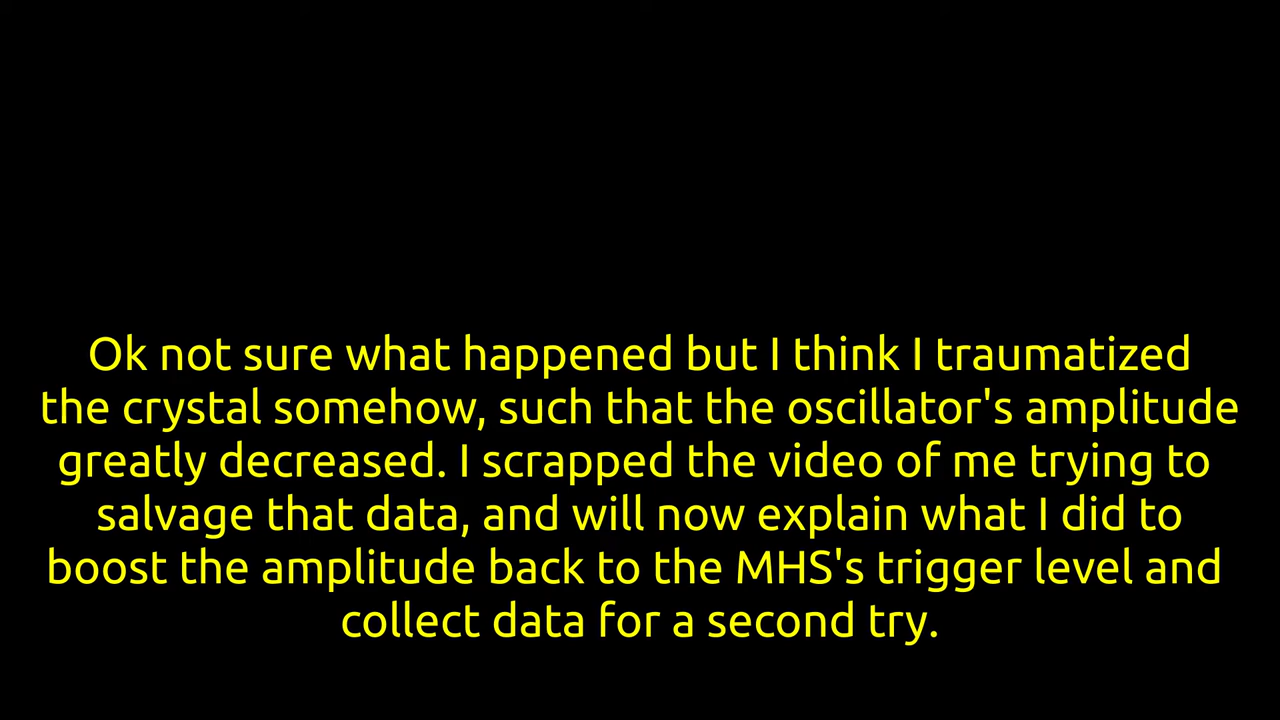 Ok not sure what happened but I think I traumatized
the crystal somehow, such that the oscillator's amplitude
greatly decreased. I scrapped the video of me trying to
salvage that data, and will now explain what I did to
boost the amplitude back to the MHS's trigger level and
collect data for a second try.